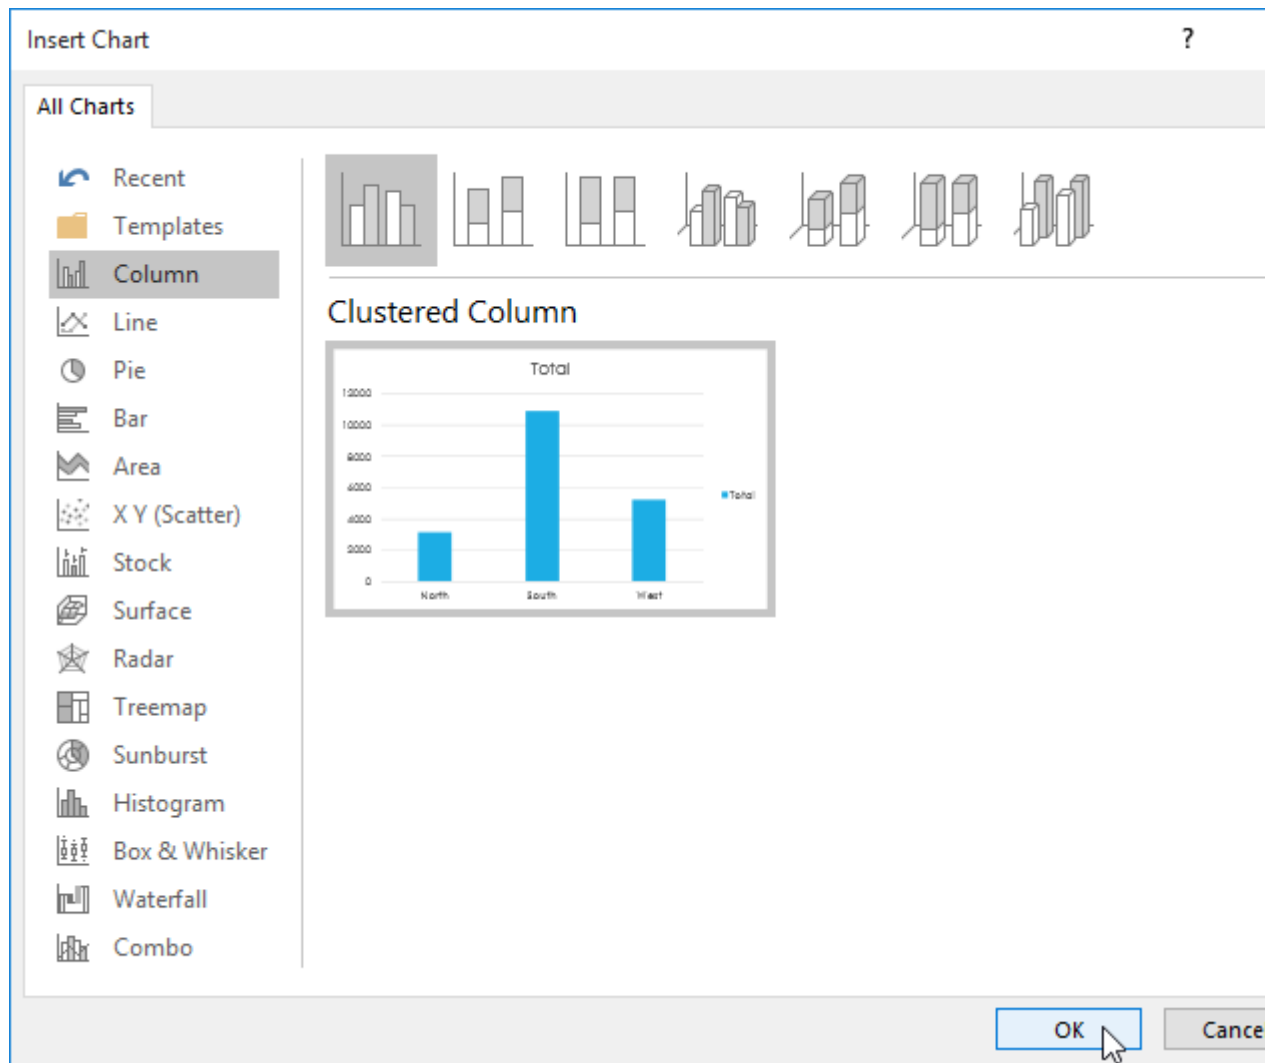 Insert Chart ?
All Charts
Recent
Templates
Column
Line
Pie
Bar
Area
X Y (Scatter)
Stock
Surface
Radar
Treemap
Sunburst
Histogram
Box & Whisker
Waterfall
Combo
Clustered Column
Total
12000
10000
8000
6000
4000
2000
0
North South West
Total
OK Cance